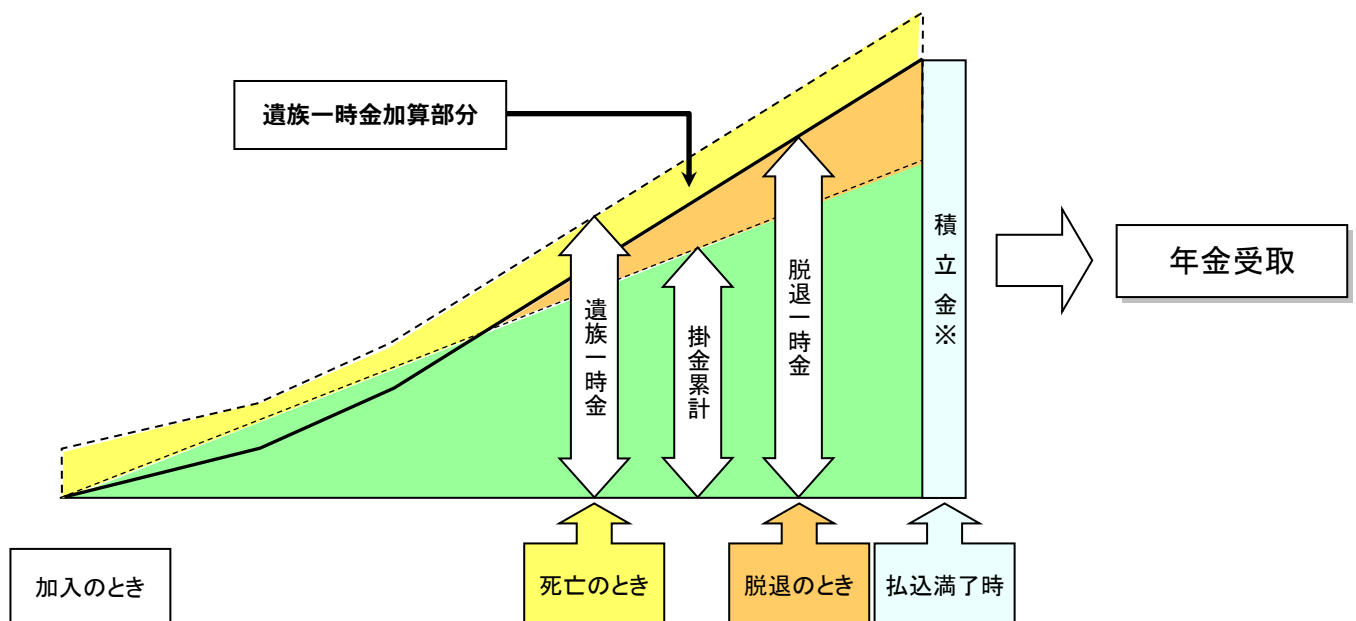 遺族一時金加算部分
遺族一時金
掛金累計
脱退一時金
積立金※
年金受取
加入のとき
死亡のとき
脱退のとき
払込満了時